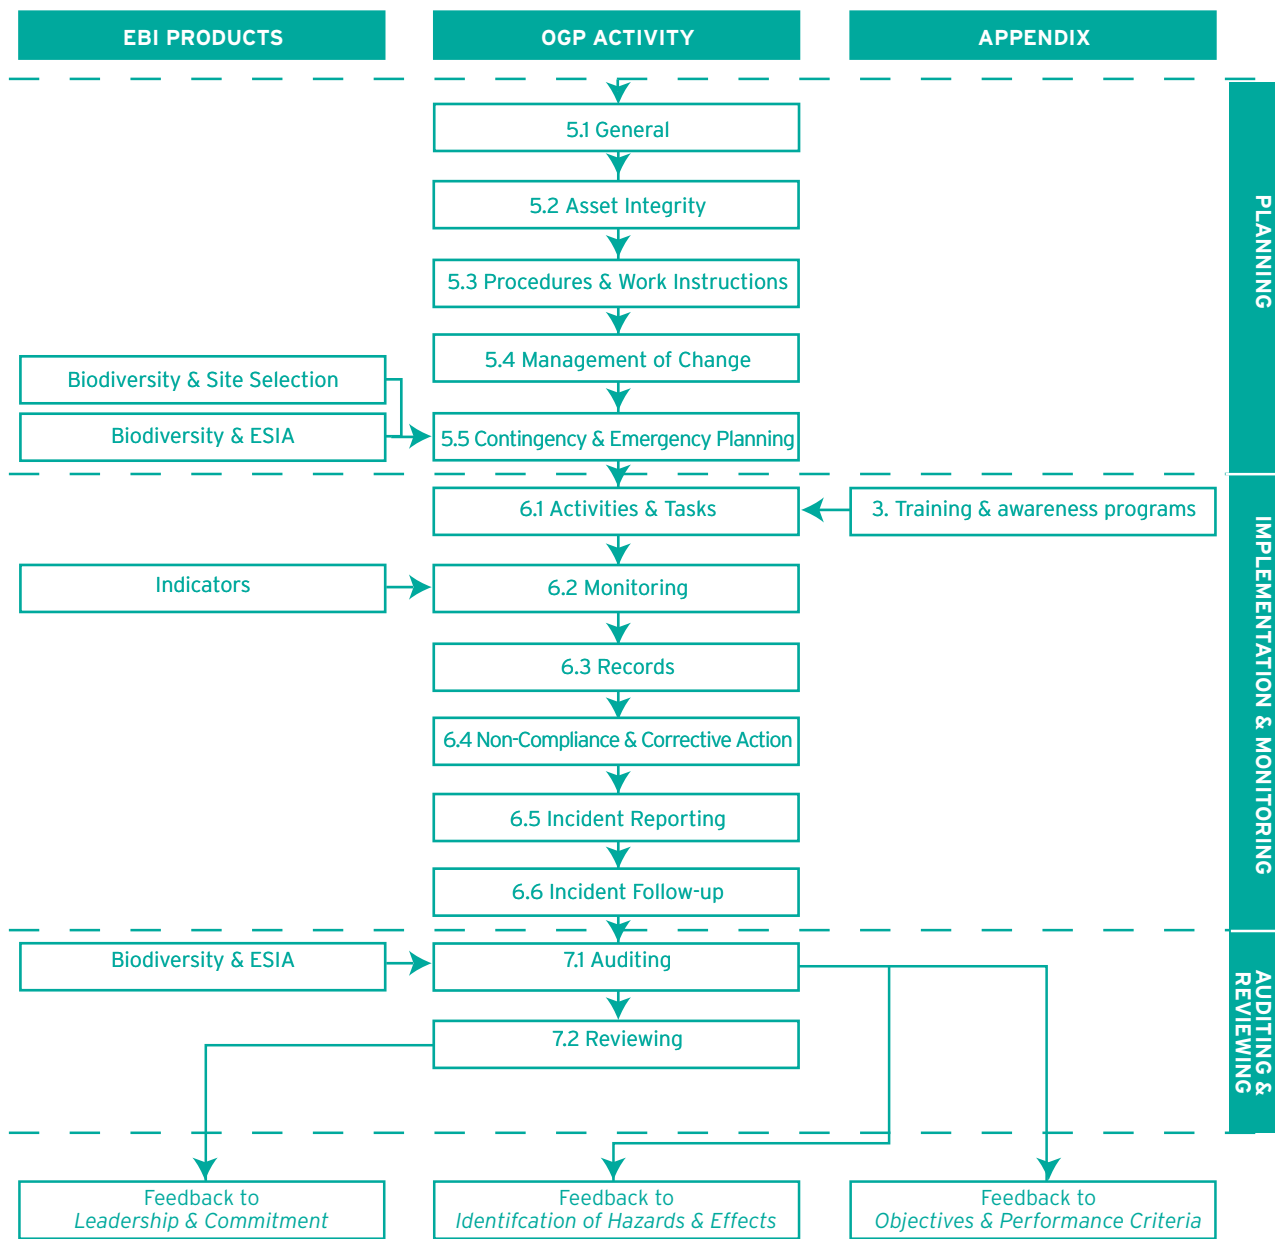 EBI PRODUCTS
OGP ACTIVITY
APPENDIX
PLANNING
5.1 General
5.2 Asset Integrity
5.3 Procedures & Work Instructions
5.4 Management of Change
Biodiversity & Site Selection
Biodiversity & ESIA
5.5 Contingency & Emergency Planning
IMPLEMENTATION & MONITORING
6.1 Activities & Tasks
3. Training & awareness programs
Indicators
6.2 Monitoring
6.3 Records
6.4 Non-Compliance & Corrective Action
6.5 Incident Reporting
6.6 Incident Follow-up
AUDITING &
REVIEWING
Biodiversity & ESIA
7.1 Auditing
7.2 Reviewing
Feedback to
Leadership & Commitment
Feedback to
Identifcation of Hazards & Effects
Feedback to
Objectives & Performance Criteria